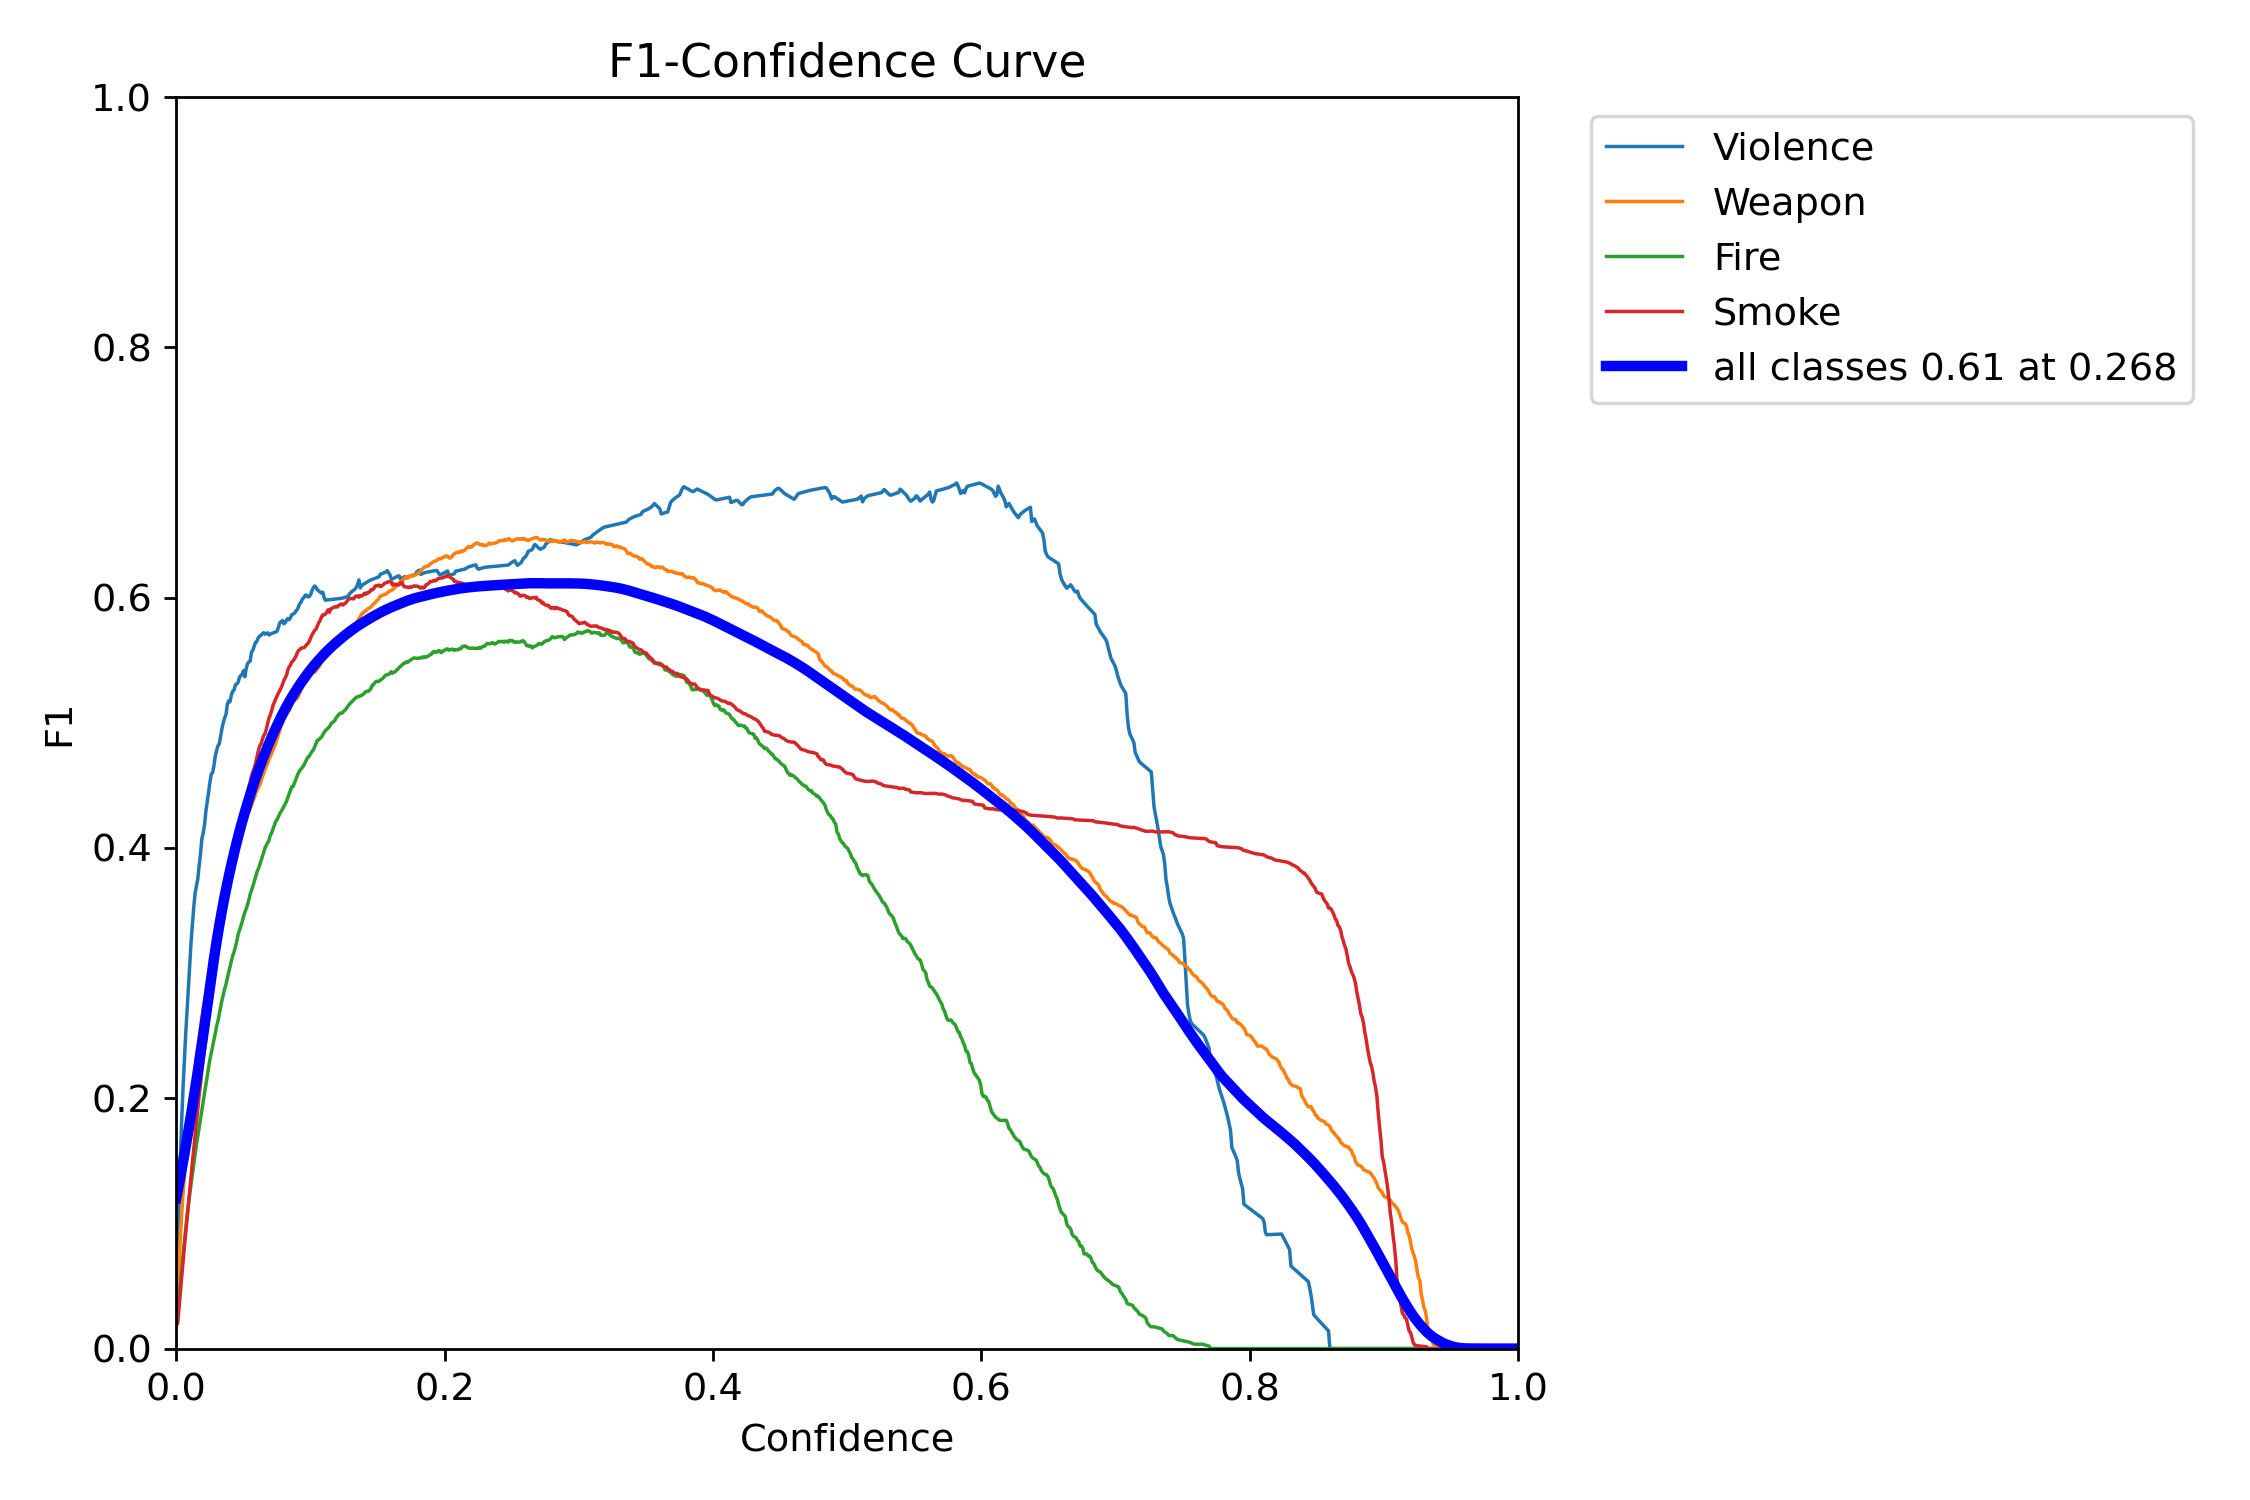 F1-Confidence Curve
1.0
0.8
0.6
0.4
0.2
0.0
F1
0.0 0.2 0.4 0.6 0.8 1.0
Confidence
Violence
Weapon
Fire
Smoke
all classes 0.61 at 0.268